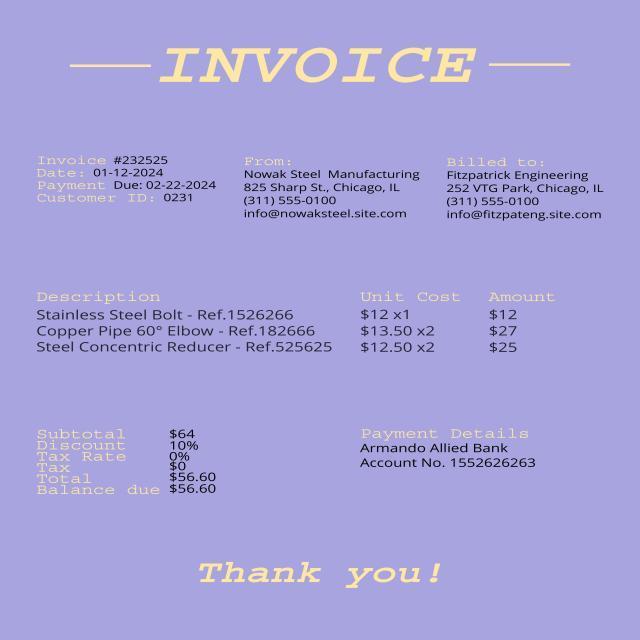 INVOICE
Invoice #232525
Date: 01-12-2024
Payment Due: 02-22-2024
Customer ID: 0231
From:
Nowak Steel Manufacturing
825 Sharp St., Chicago, IL
(311) 555-0100
info@nowaksteel.site.com
Billed to:
Fitzpatrick Engineering
252 VTG Park, Chicago, IL
(311) 555-0100
info@fitzpateng.site.com
Description Unit Cost Amount
Stainless Steel Bolt - Ref.1526266 $12 x1 $12
Copper Pipe 60° Elbow - Ref.182666 $13.50 x2 $27
Steel Concentric Reducer - Ref.525625 $12.50 x2 $25
Subtotal $64
Discount 10%
Tax Rate 0%
Tax $0
Total $56.60
Balance due $56.60
Payment Details
Armando Allied Bank
Account No. 1552626263
Thank you!